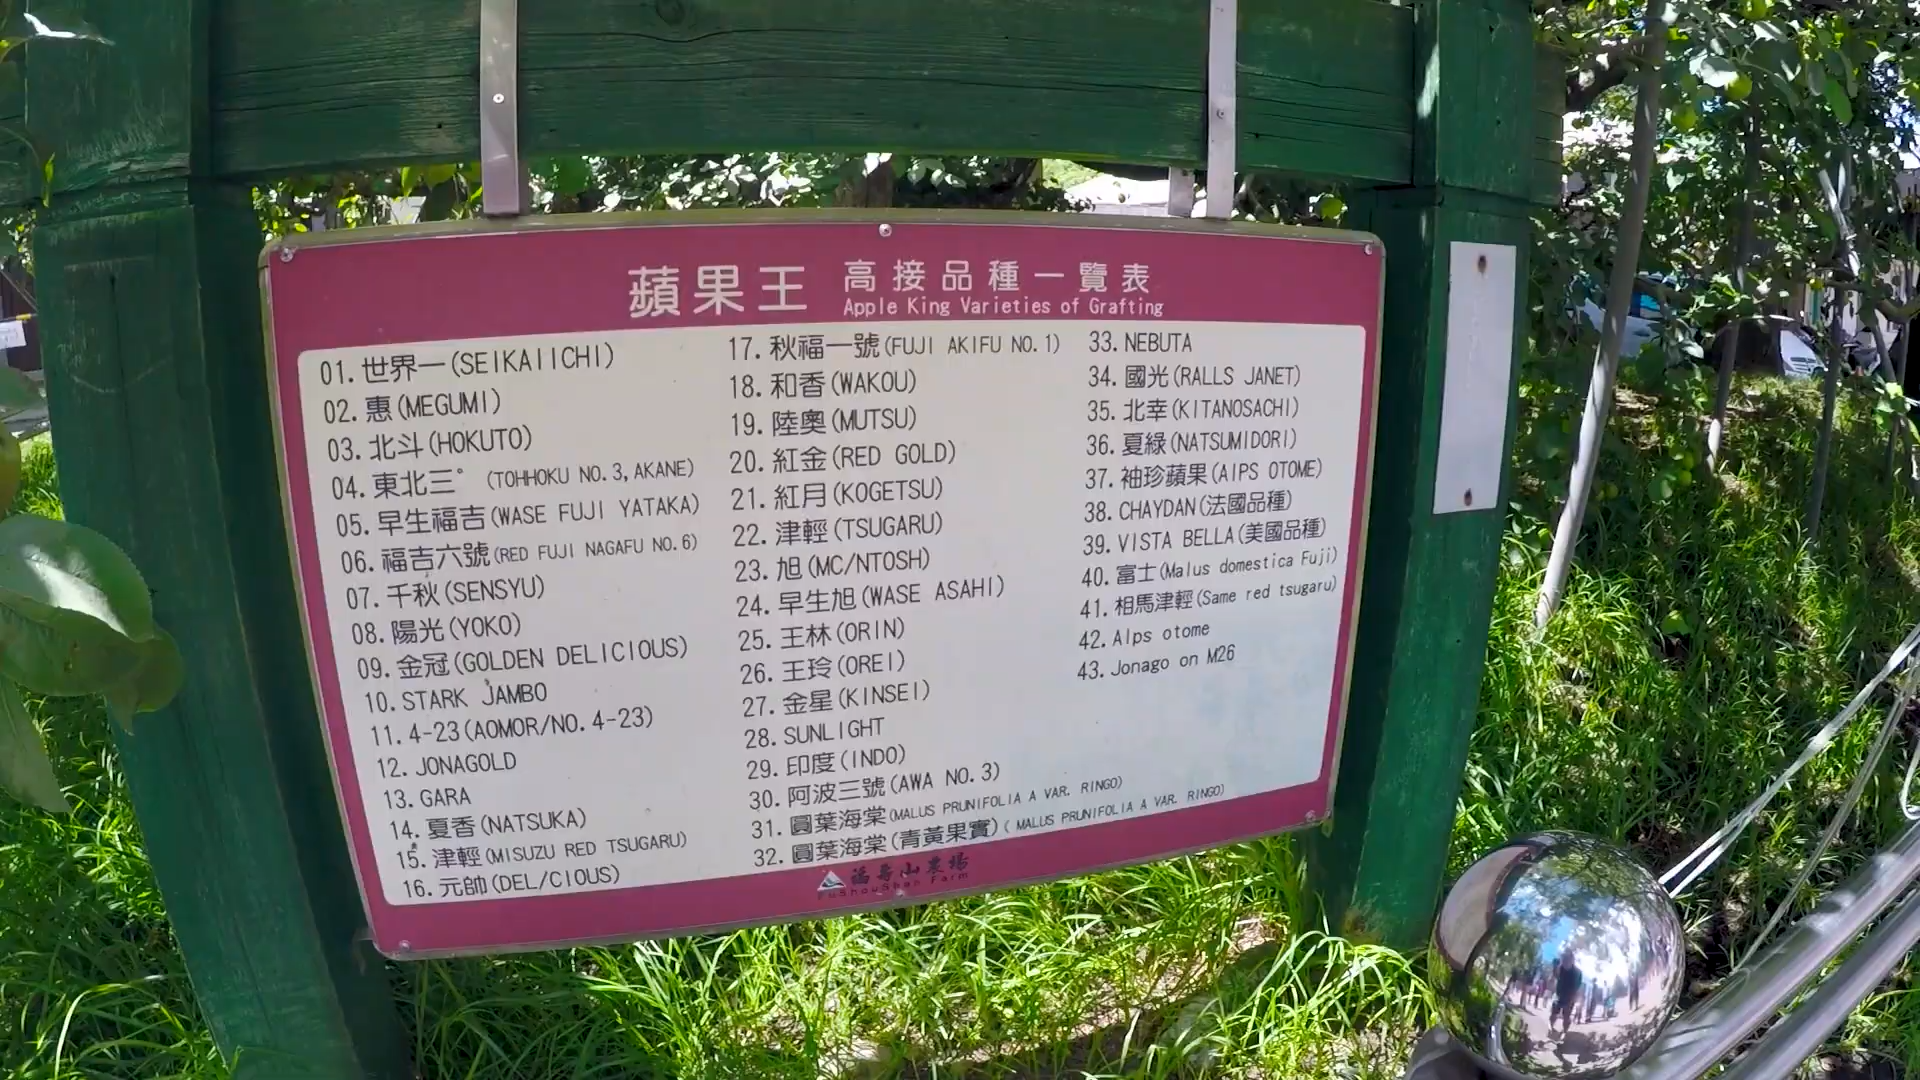 蘋果王 高接品種一覽表
Apple King Varieties of Grafting
01. 世界一(SEIKAIICHI)
02. 惠(MEGUMI)
03. 北斗(HOKUTO)
04. 東北三° (TOHHOKU NO.3, AKANE)
05. 早生福吉(WASE FUJI YATAKA)
06. 福吉六號(RED FUJI NAGAFU NO.6)
07. 千秋(SENSYU)
08. 陽光(YOKO)
09. 金冠(GOLDEN DELICIOUS)
10. STARK JAMBO
11. 4-23(AOMOR/NO.4-23)
12. JONAGOLD
13. GARA
14. 夏香(NATSUKA)
15. 津輕(MISUZU RED TSUGARU)
16. 元帥(DEL/CIOUS)
17. 秋福一號(FUJI AKIFU NO.1)
18. 和香(WAKOU)
19. 陸奧(MUTSU)
20. 紅金(RED GOLD)
21. 紅月(KOGETSU)
22. 津輕(TSUGARU)
23. 旭(MC/NTOSH)
24. 早生旭(WASE ASAHI)
25. 王林(ORIN)
26. 王玲(OREI)
27. 金星(KINSEI)
28. SUNLIGHT
29. 印度(INDO)
30. 阿波三號(AWA NO.3)
31. 圓葉海棠(MALUS PRUNIFOLIA A VAR. RINGO)
32. 圓葉海棠(青黃果實)( MALUS PRUNIFOLIA A VAR. RINGO)
33. NEBUTA
34. 國光(RALLS JANET)
35. 北幸(KITANOSACHI)
36. 夏綠(NATSUMIDORI)
37. 袖珍蘋果(AIPS OTOME)
38. CHAYDAN(法國品種)
39. VISTA BELLA(美國品種)
40. 富士(Malus domestica Fuji)
41. 相馬津輕(Same red tsugaru)
42. Alps otome
43. Jonago on M26
福壽山農場
FuShouShan Farm